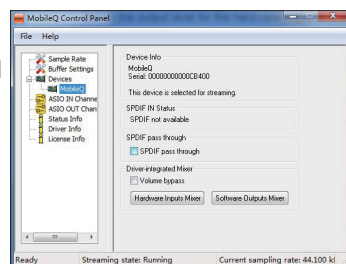 MobileQ Control Panel
File Help
Sample Rate
Buffer Settings
Devices
MobileQ
ASIO IN Channe
ASIO OUT Chan
Status Info
Driver Info
License Info
Device Info
MobileQ
Serial: 00000000000CB400
This device is selected for streaming.
SPDIF IN Status
SPDIF not available
SPDIF pass through
SPDIF pass through
Driver-integrated Mixer
Volume bypass
Hardware Inputs Mixer Software Outputs Mixer
Ready Streaming state: Running Current sampling rate: 44.100 kl